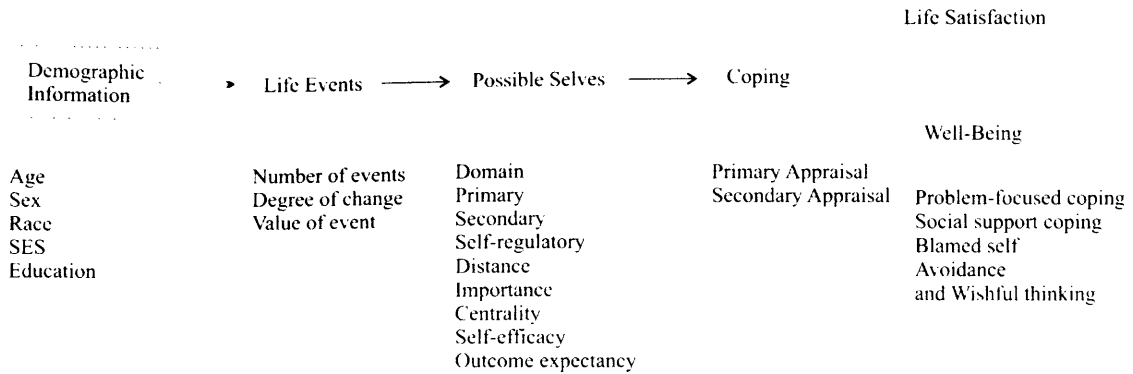 Life Satisfaction
Demographic
Information
Life Events
Possible Selves
Coping
Well-Being
Age
Sex
Race
SES
Education
Number of events
Degree of change
Value of event
Domain
Primary
Secondary
Self-regulatory
Distance
Importance
Centrality
Self-efficacy
Outcome expectancy
Primary Appraisal
Secondary Appraisal
Problem-focused coping
Social support coping
Blamed self
Avoidance
and Wishful thinking